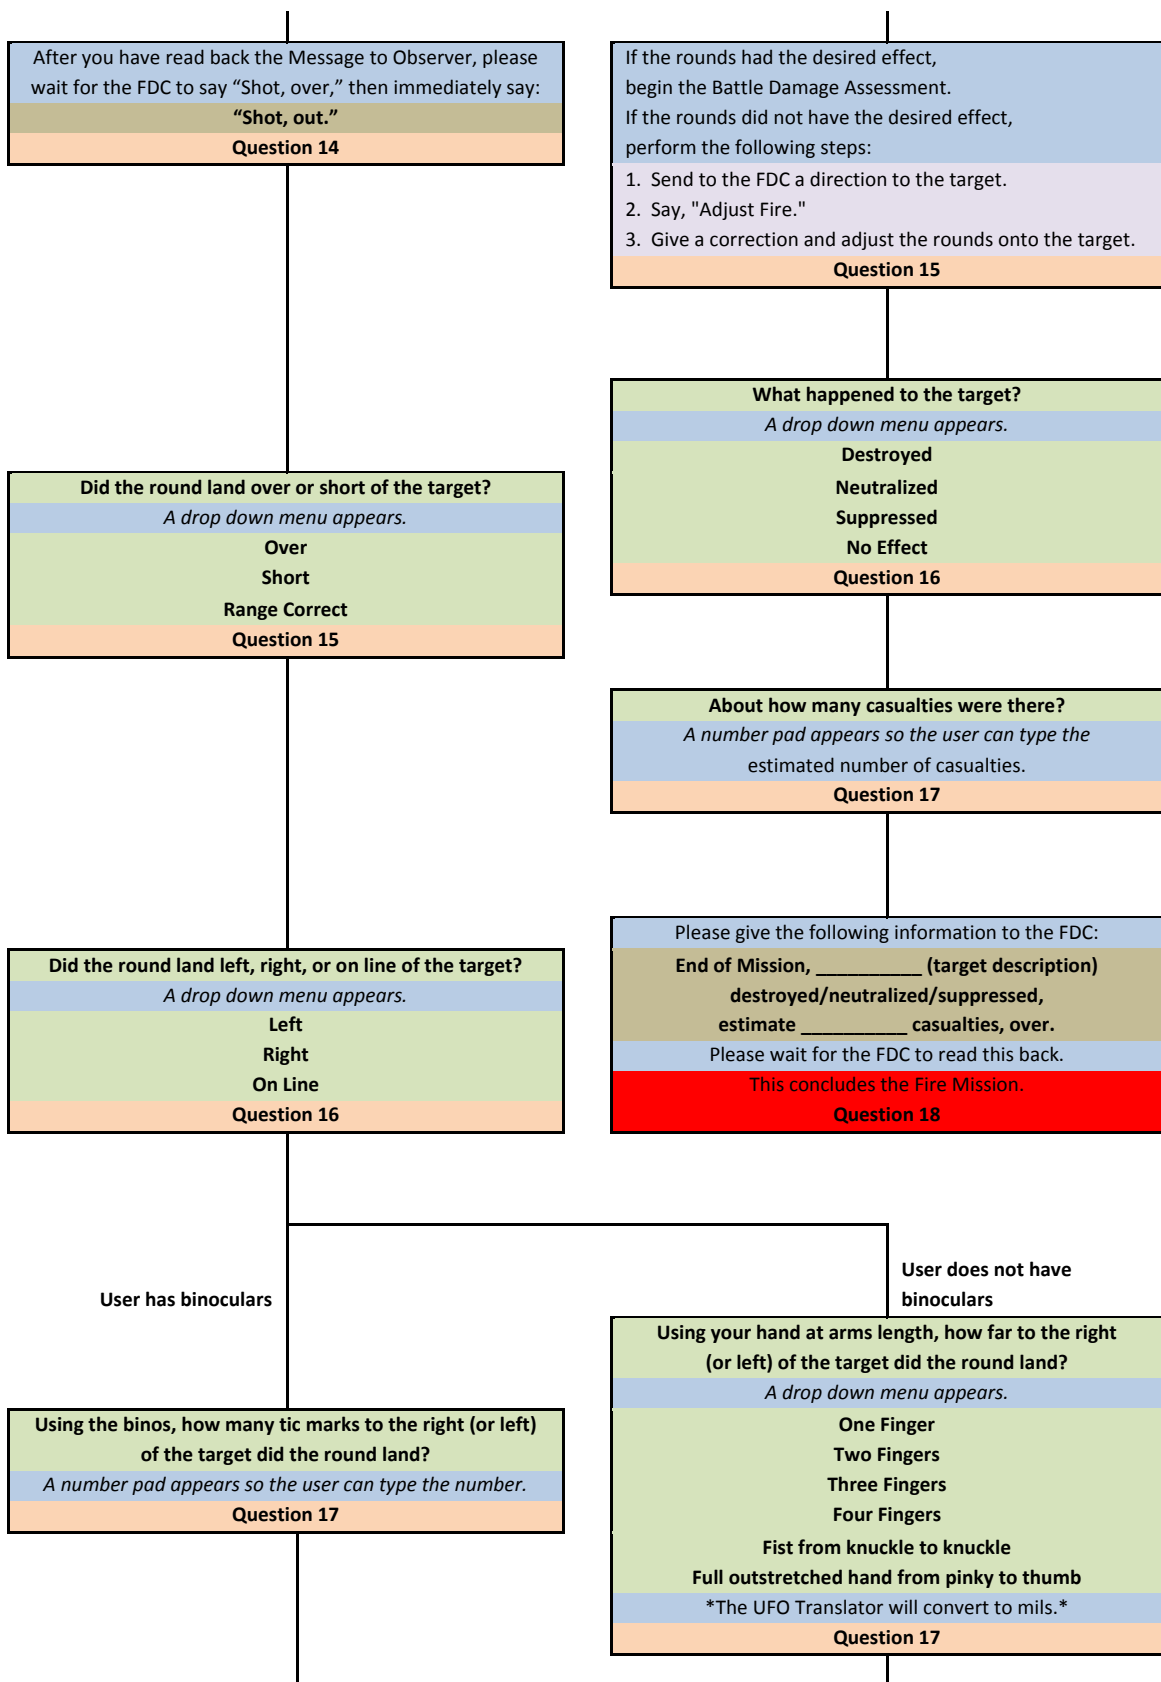 After you have read back the Message to Observer, please
wait for the FDC to say “Shot, over,” then immediately say:
“Shot, out.”
Question 14
If the rounds had the desired effect,
begin the Battle Damage Assessment.
If the rounds did not have the desired effect,
perform the following steps:
1. Send to the FDC a direction to the target.
2. Say, "Adjust Fire."
3. Give a correction and adjust the rounds onto the target.
Question 15
What happened to the target?
A drop down menu appears.
Destroyed
Neutralized
Suppressed
No Effect
Question 16
Did the round land over or short of the target?
A drop down menu appears.
Over
Short
Range Correct
Question 15
About how many casualties were there?
A number pad appears so the user can type the
estimated number of casualties.
Question 17
Did the round land left, right, or on line of the target?
A drop down menu appears.
Left
Right
On Line
Question 16
Please give the following information to the FDC:
End of Mission, __________ (target description)
destroyed/neutralized/suppressed,
estimate __________ casualties, over.
Please wait for the FDC to read this back.
This concludes the Fire Mission.
Question 18
User has binoculars
User does not have
binoculars
Using the binos, how many tic marks to the right (or left)
of the target did the round land?
A number pad appears so the user can type the number.
Question 17
Using your hand at arms length, how far to the right
(or left) of the target did the round land?
A drop down menu appears.
One Finger
Two Fingers
Three Fingers
Four Fingers
Fist from knuckle to knuckle
Full outstretched hand from pinky to thumb
*The UFO Translator will convert to mils.*
Question 17